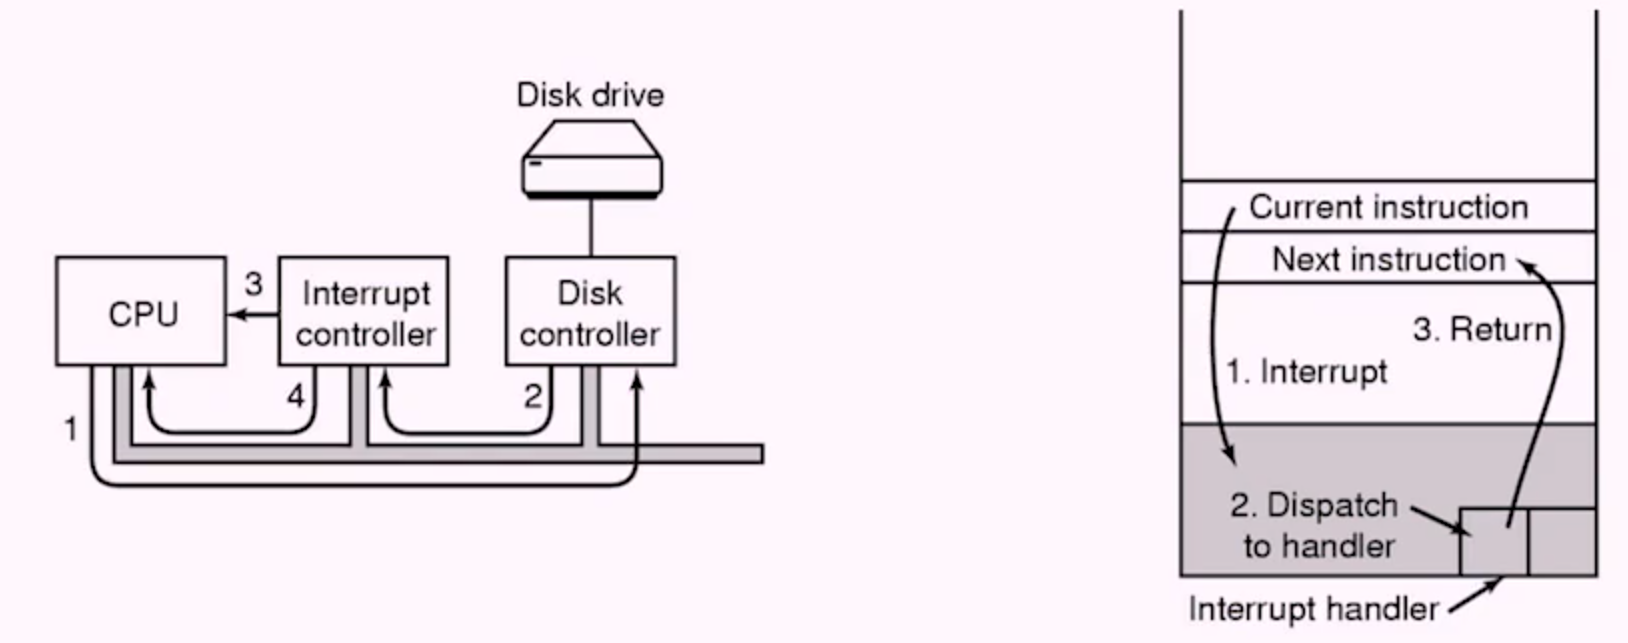 Disk drive
CPU
3
Interrupt
controller
Disk
controller
1
4
2
Current instruction
Next instruction
3. Return
1. Interrupt
2. Dispatch
to handler
Interrupt handler